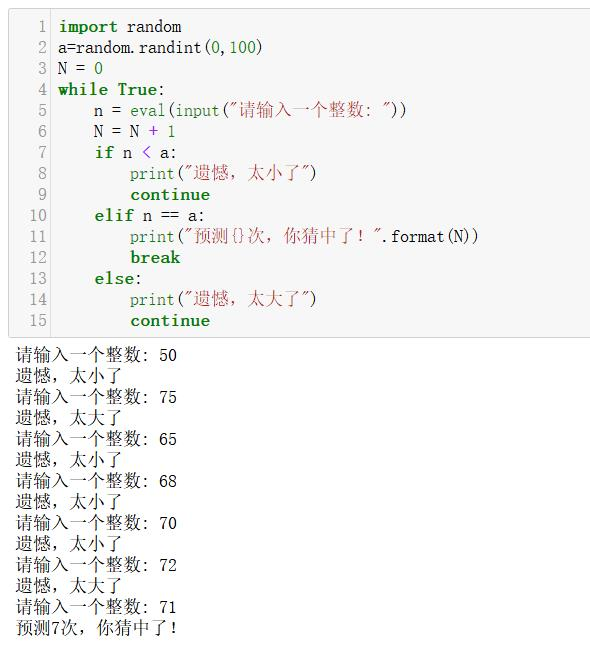 1 import random
2 a=random.randint(0,100)
3 N = 0
4 while True:
5     n = eval(input("请输入一个整数: "))
6     N = N + 1
7     if n < a:
8         print("遗憾，太小了")
9         continue
10     elif n == a:
11         print("预测{}次，你猜中了！".format(N))
12         break
13     else:
14         print("遗憾，太大了")
15         continue
请输入一个整数: 50
遗憾，太小了
请输入一个整数: 75
遗憾，太大了
请输入一个整数: 65
遗憾，太小了
请输入一个整数: 68
遗憾，太小了
请输入一个整数: 70
遗憾，太小了
请输入一个整数: 72
遗憾，太大了
请输入一个整数: 71
预测7次，你猜中了！